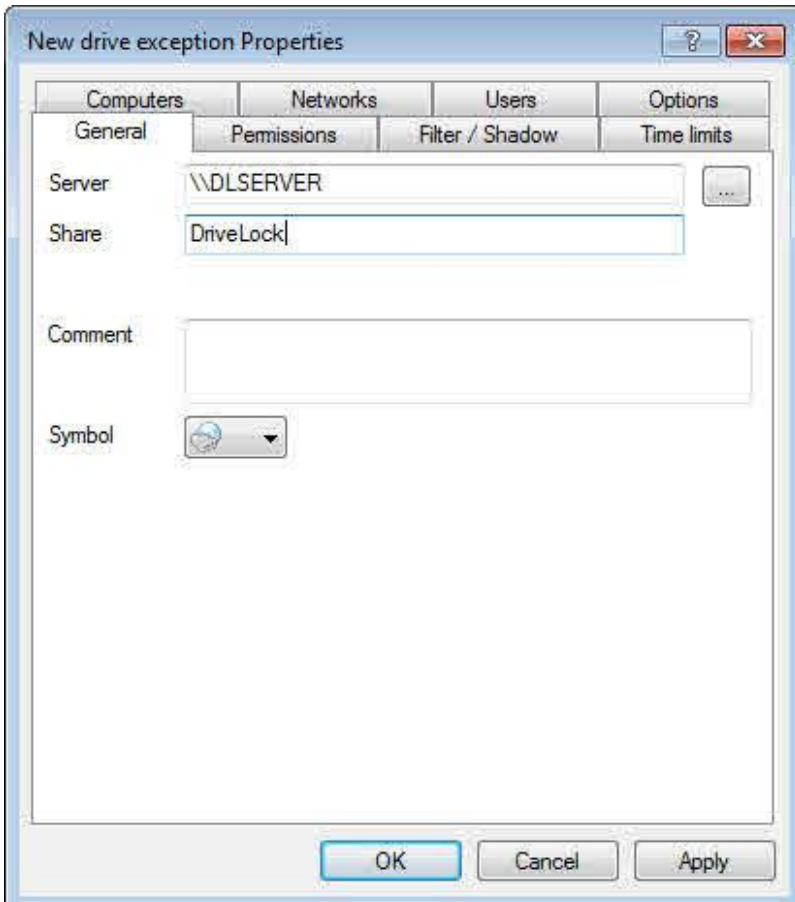 New drive exception Properties
Computers Networks Users Options
General Permissions Filter / Shadow Time limits
Server \\DLSERVER ...
Share DriveLock
Comment
Symbol
OK Cancel Apply